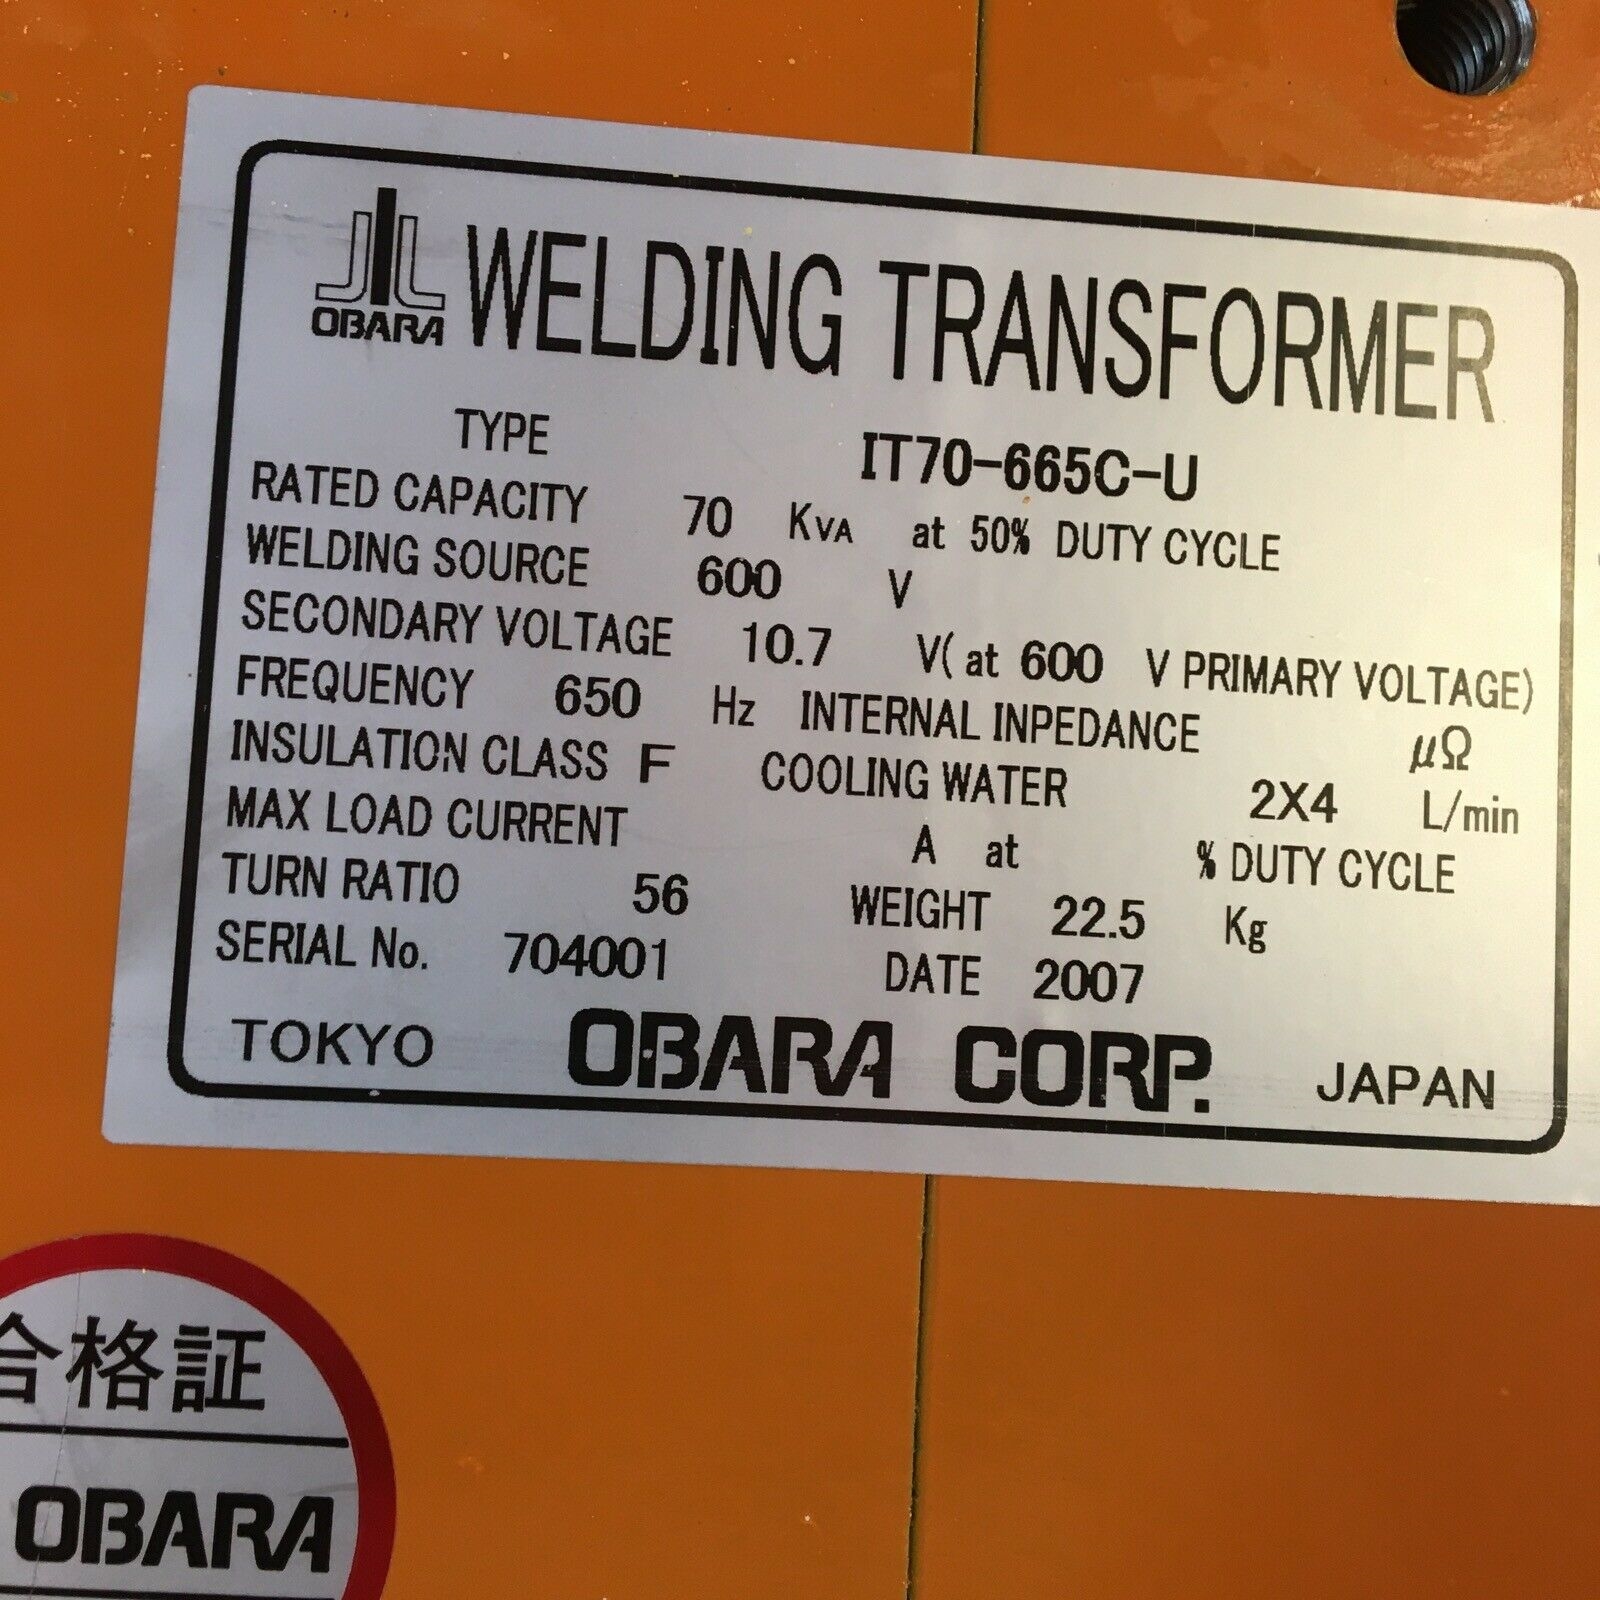 OBARA WELDING TRANSFORMER
TYPE IT70-665C-U
RATED CAPACITY 70 KVA at 50% DUTY CYCLE
WELDING SOURCE 600 V
SECONDARY VOLTAGE 10.7 V( at 600 V PRIMARY VOLTAGE)
FREQUENCY 650 Hz INTERNAL INPEDANCE μΩ
INSULATION CLASS F COOLING WATER 2X4 L/min
MAX LOAD CURRENT A at % DUTY CYCLE
TURN RATIO 56 WEIGHT 22.5 Kg
SERIAL No. 704001 DATE 2007
TOKYO OBARA CORP. JAPAN
合格証
OBARA